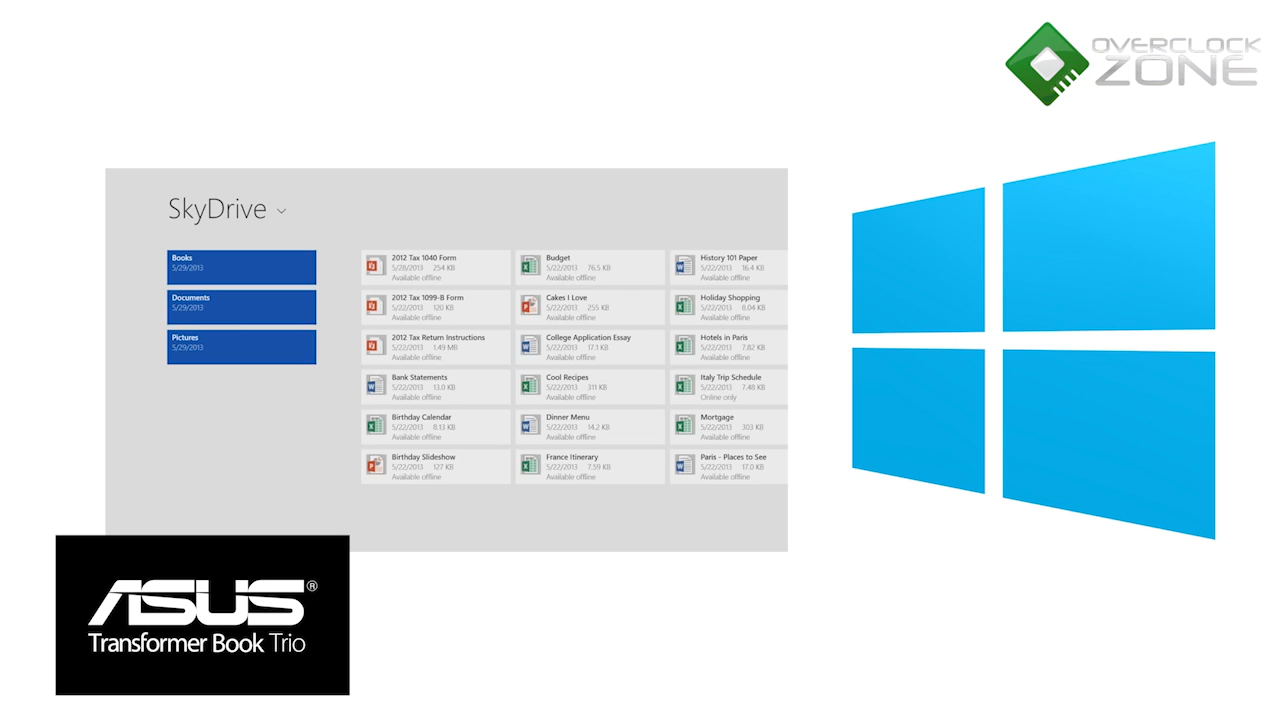 OVERCLOCK
ZONE
SkyDrive
Books
5/29/2013
Documents
5/29/2013
Pictures
5/29/2013
2012 Tax 1040 Form
5/28/2013 254 KB
Available offline
2012 Tax 1099-B Form
5/22/2013 120 KB
Available offline
2012 Tax Return Instructions
5/22/2013 1.49 MB
Available offline
Bank Statements
5/22/2013 13.0 KB
Available offline
Birthday Calendar
5/22/2013 8.13 KB
Available offline
Birthday Slideshow
5/22/2013 127 KB
Available offline
Budget
5/22/2013 76.5 KB
Available offline
Cakes I Love
5/22/2013 255 KB
Available offline
College Application Essay
5/22/2013 17.1 KB
Available offline
Cool Recipes
5/22/2013 311 KB
Available offline
Dinner Menu
5/22/2013 14.2 KB
Available offline
France Itinerary
5/22/2013 7.59 KB
Available offline
History 101 Paper
5/22/2013 16.4 KB
Available offline
Holiday Shopping
5/22/2013 8.04 KB
Available offline
Hotels in Paris
5/22/2013 7.82 KB
Available offline
Italy Trip Schedule
5/22/2013 7.48 KB
Online only
Mortgage
5/22/2013 303 KB
Available offline
Paris - Places to See
5/22/2013 17.0 KB
Available offline
ASUS®
Transformer Book Trio